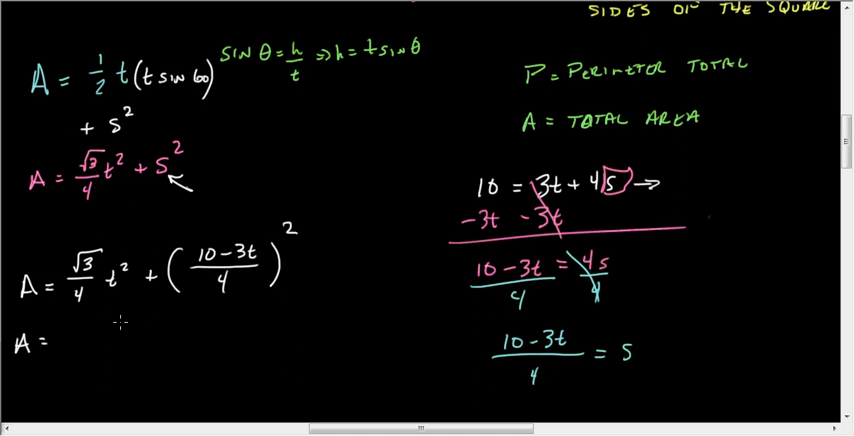 SIDES OF THE SQUARE
A = 1/2 t (t sin 60)
sin θ = h/t ⇒ h = t sin θ
+ s²
A = √3/4 t² + s²
A = √3/4 t² + ( (10 - 3t)/4 )²
A =
P = PERIMETER TOTAL
A = TOTAL AREA
10 = 3t + 4s →
-3t -3t
(10 - 3t)/4 = 4s/4
(10 - 3t)/4 = s